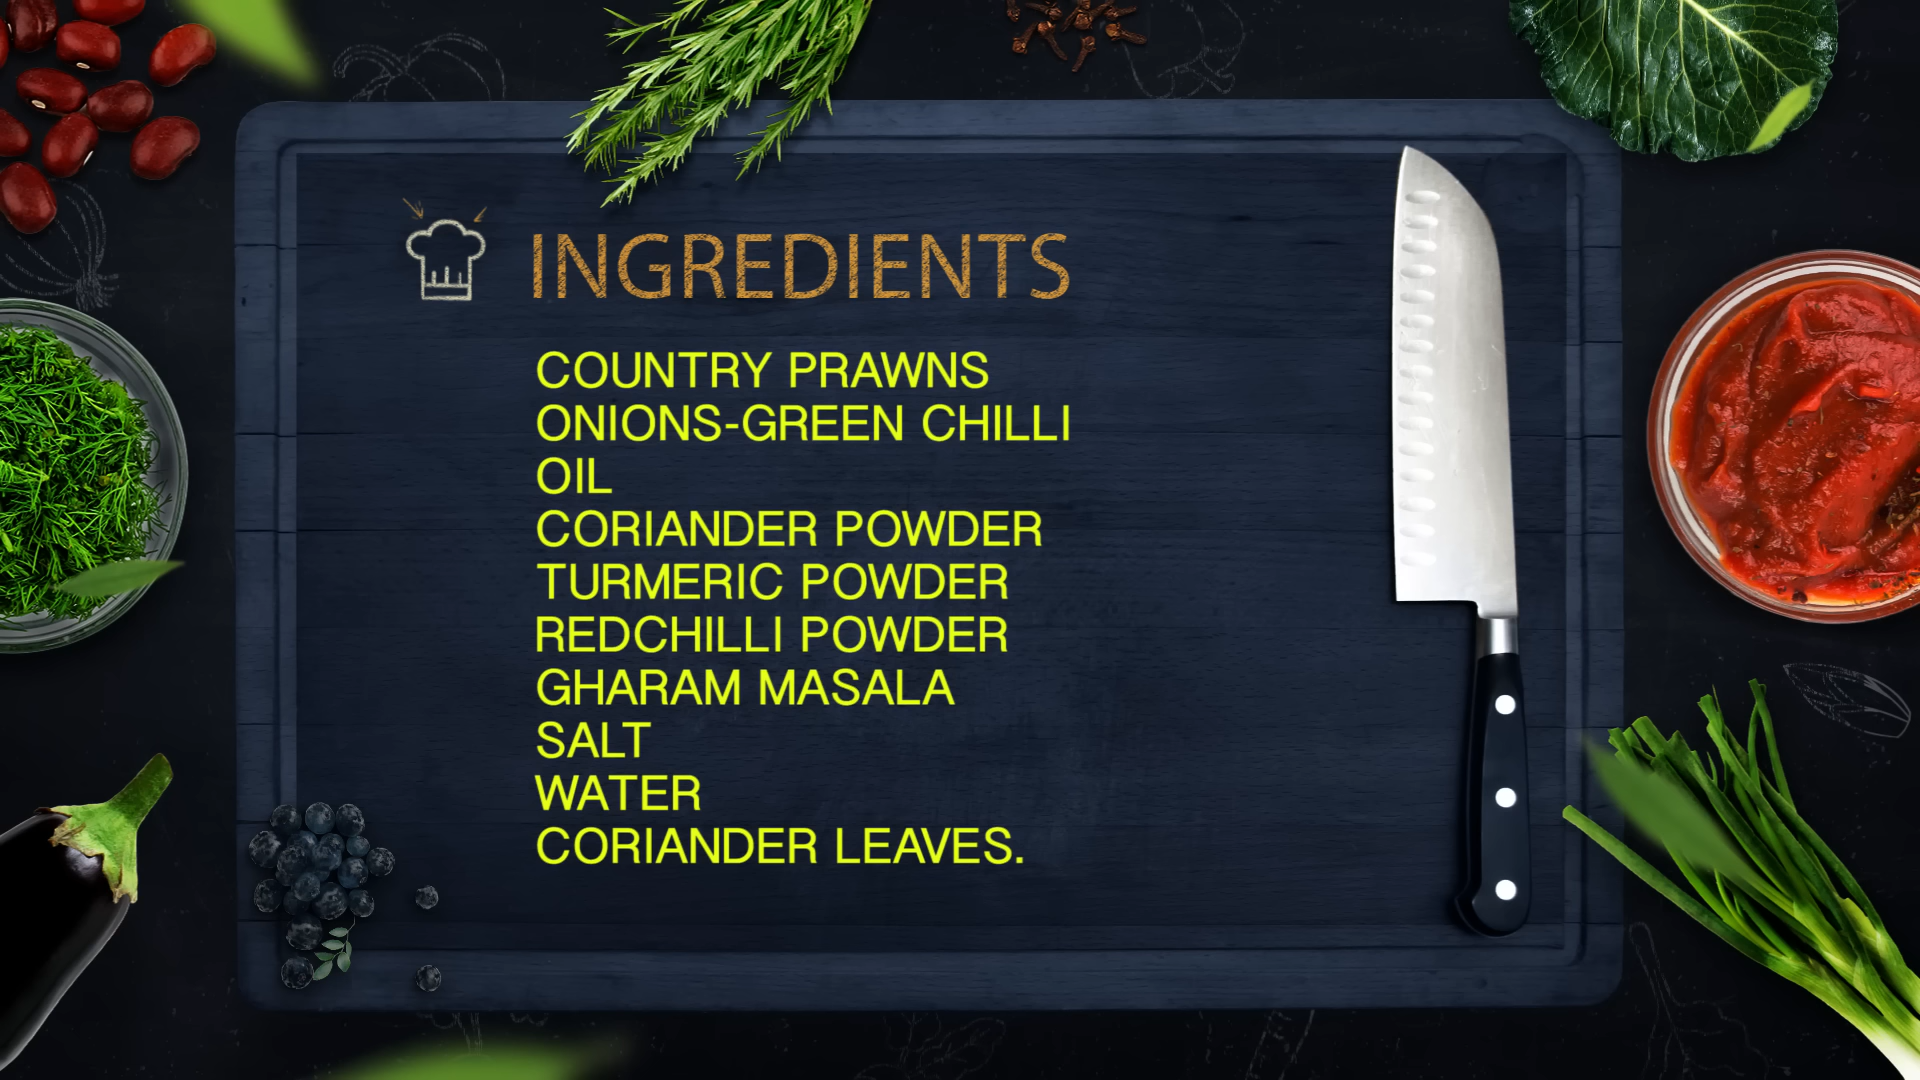 INGREDIENTS
COUNTRY PRAWNS
ONIONS-GREEN CHILLI
OIL
CORIANDER POWDER
TURMERIC POWDER
REDCHILLI POWDER
GHARAM MASALA
SALT
WATER
CORIANDER LEAVES.